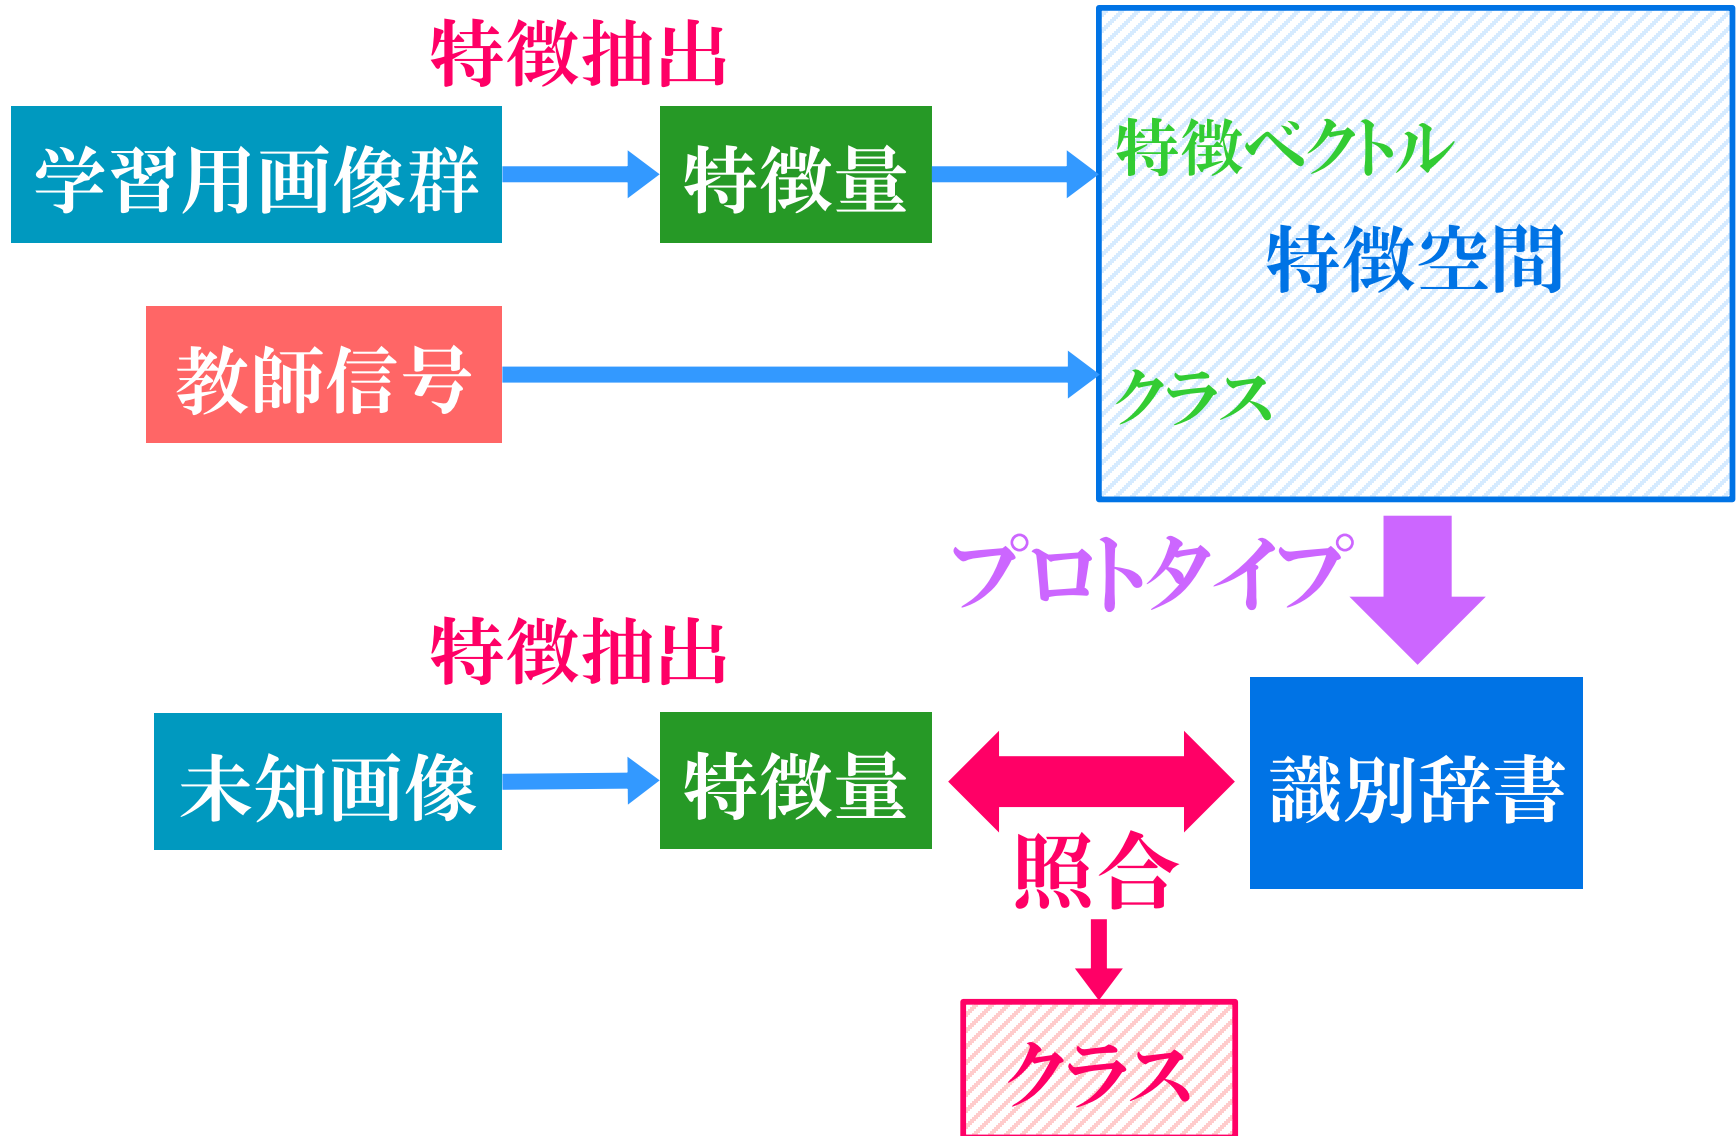 特徴抽出
学習用画像群
特徴量
特徴ベクトル
特徴空間
教師信号
クラス
プロトタイプ
特徴抽出
未知画像
特徴量
識別辞書
照合
クラス